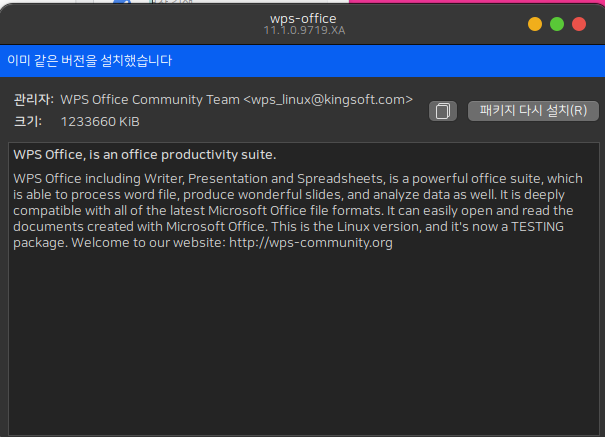 wps-office
11.1.0.9719.XA
이미 같은 버전을 설치했습니다
관리자: WPS Office Community Team <wps_linux@kingsoft.com>
패키지 다시 설치(R)
크기: 1233660 KiB
WPS Office, is an office productivity suite.
WPS Office including Writer, Presentation and Spreadsheets, is a powerful office suite, which
is able to process word file, produce wonderful slides, and analyze data as well. It is deeply
compatible with all of the latest Microsoft Office file formats. It can easily open and read the
documents created with Microsoft Office. This is the Linux version, and it's now a TESTING
package. Welcome to our website: http://wps-community.org